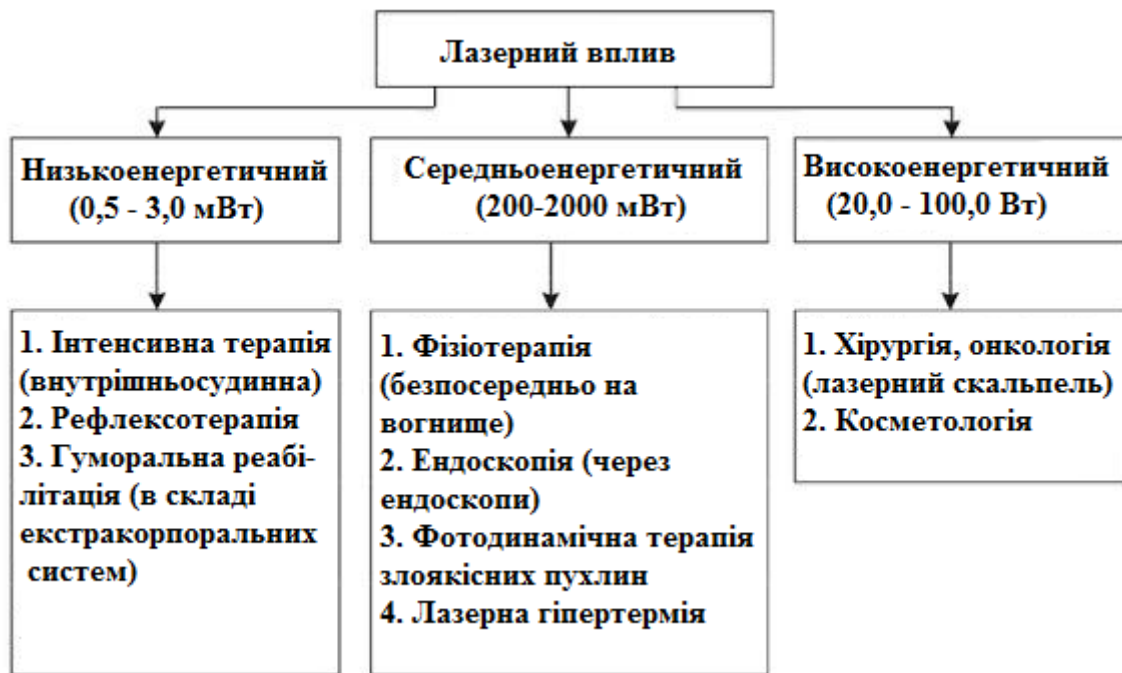 Лазерний вплив
Низькоенергетичний
(0,5 - 3,0 мВт)
Середньоенергетичний
(200-2000 мВт)
Високоенергетичний
(20,0 - 100,0 Вт)
1. Інтенсивна терапія
(внутрішньосудинна)
2. Рефлексотерапія
3. Гуморальна реабі-
літація (в складі
екстракорпоральних
систем)
1. Фізіотерапія
(безпосередньо на
вогнище)
2. Ендоскопія (через
ендоскопи)
3. Фотодинамічна терапія
злоякісних пухлин
4. Лазерна гіпертермія
1. Хірургія, онкологія
(лазерний скальпель)
2. Косметологія